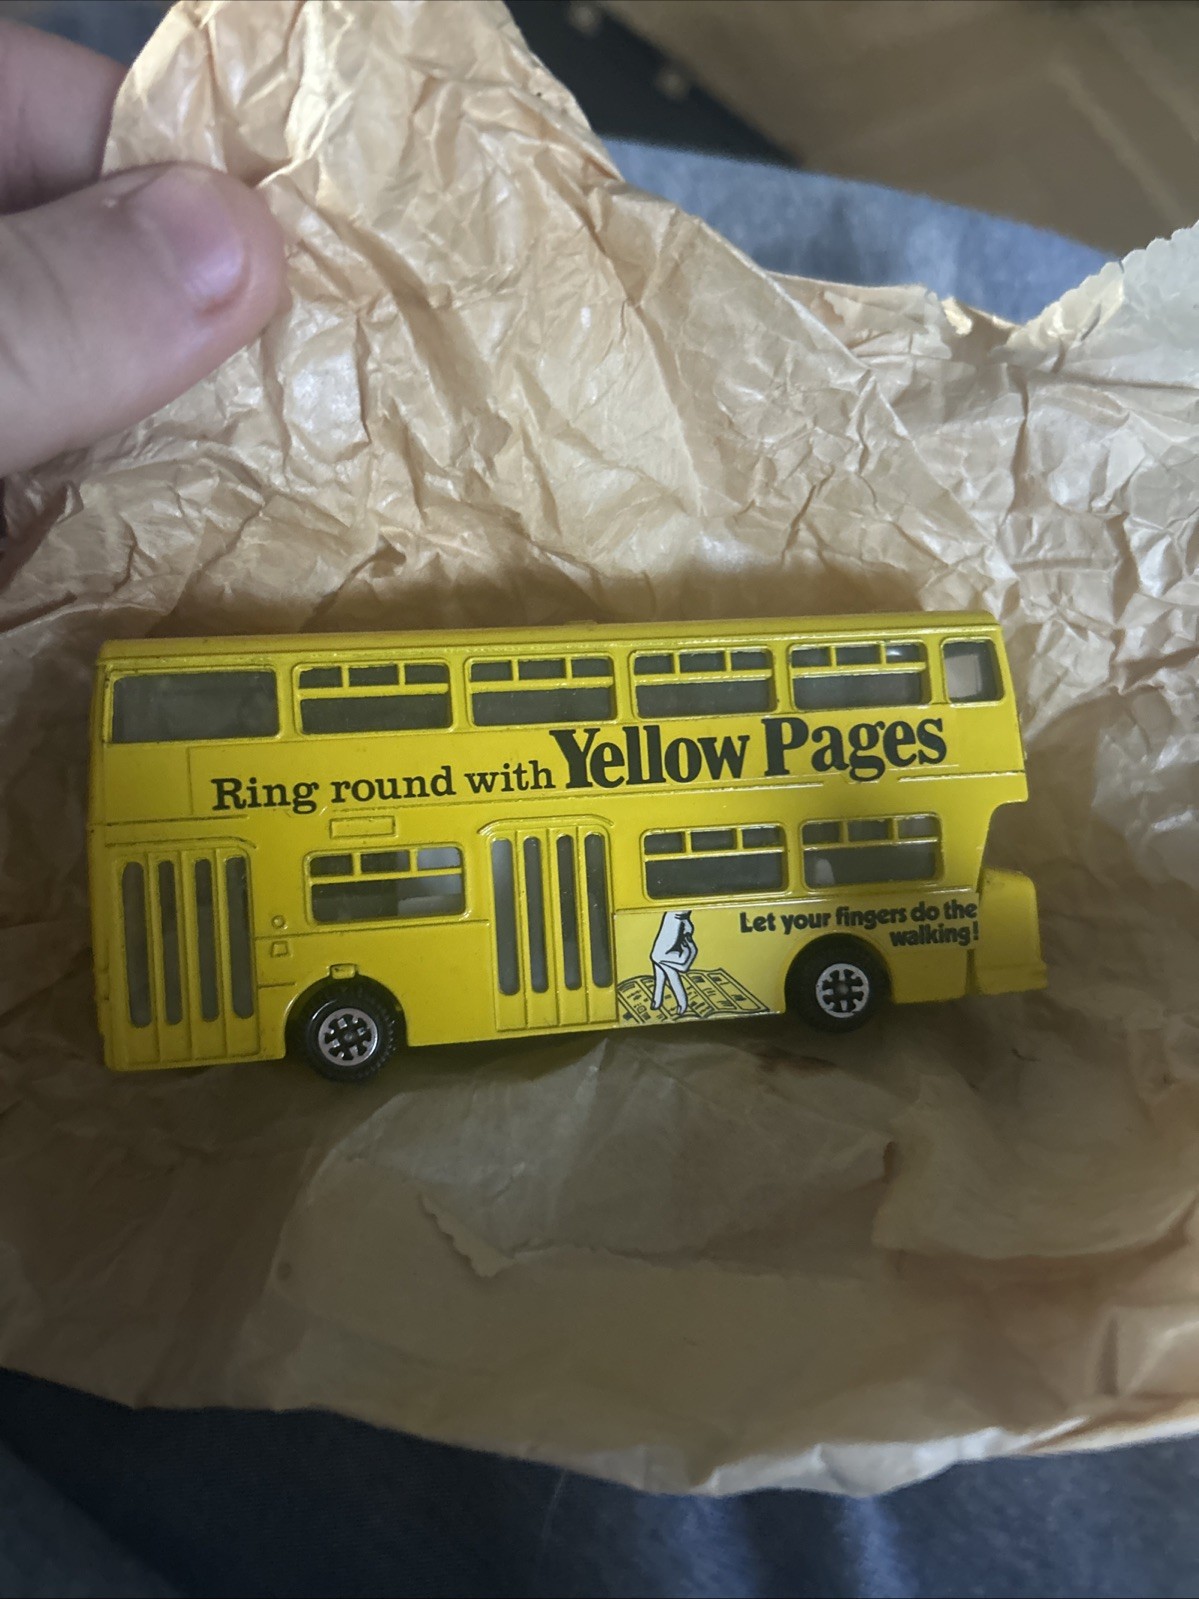 Ring round with Yellow Pages
Let your fingers do the
walking!